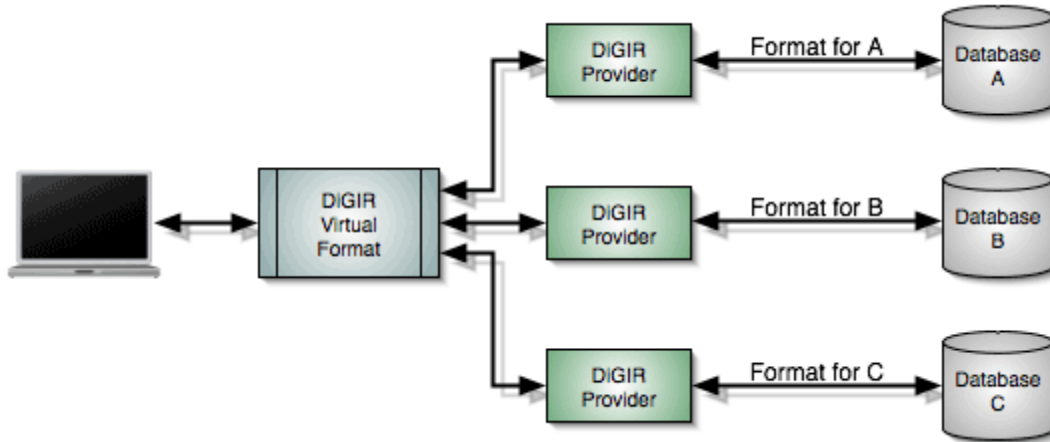 DiGIR
Provider
Format for A
Database
A
DiGIR
Virtual
Format
DiGIR
Provider
Format for B
Database
B
DiGIR
Provider
Format for C
Database
C